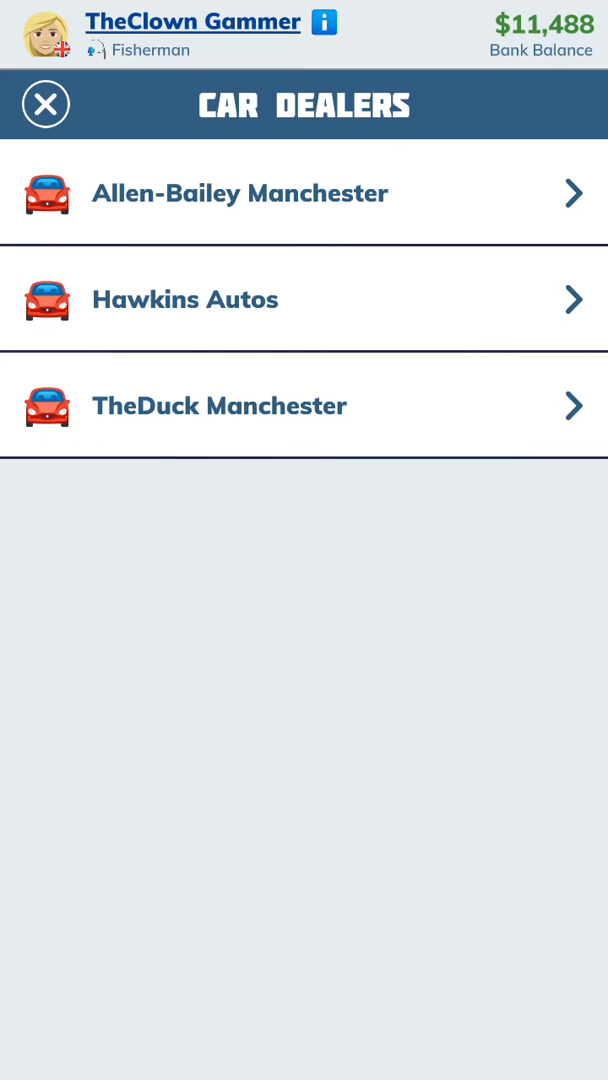 TheClown Gammer
$11,488
Fisherman
Bank Balance
CAR DEALERS
Allen-Bailey Manchester
Hawkins Autos
TheDuck Manchester